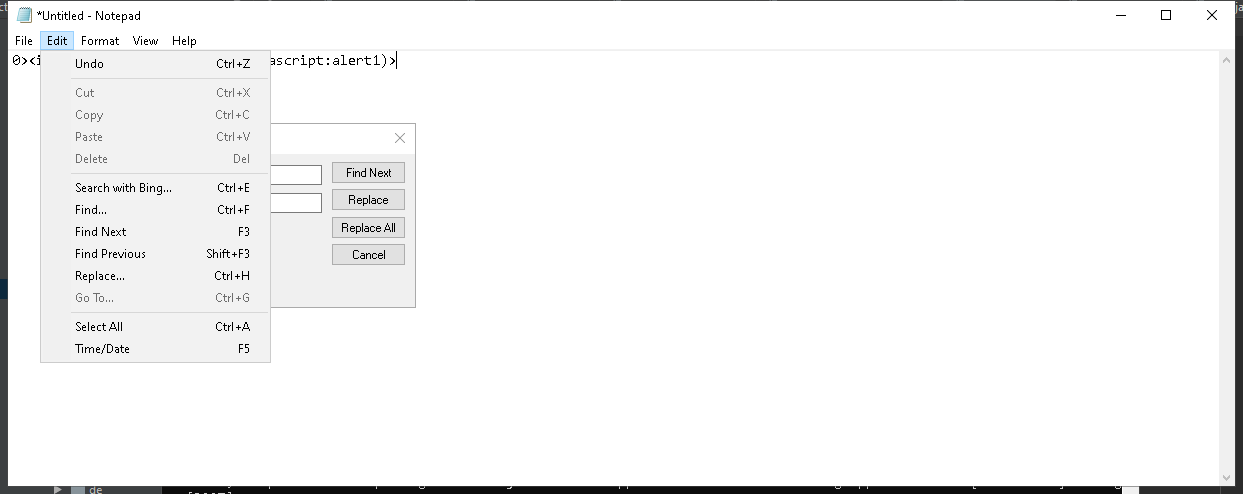 *Untitled - Notepad
File Edit Format View Help
0><i ascript:alert1)>
Undo Ctrl+Z
Cut Ctrl+X
Copy Ctrl+C
Paste Ctrl+V
Delete Del
Search with Bing... Ctrl+E
Find... Ctrl+F
Find Next F3
Find Previous Shift+F3
Replace... Ctrl+H
Go To... Ctrl+G
Select All Ctrl+A
Time/Date F5
Find Next
Replace
Replace All
Cancel
de